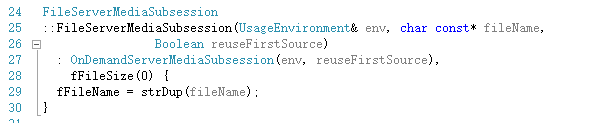 24 FileServerMediaSubsession
25 ::FileServerMediaSubsession(UsageEnvironment& env, char const* fileName,
26 Boolean reuseFirstSource)
27 : OnDemandServerMediaSubsession(env, reuseFirstSource),
28 fFileSize(0) {
29 fFileName = strDup(fileName);
30 }